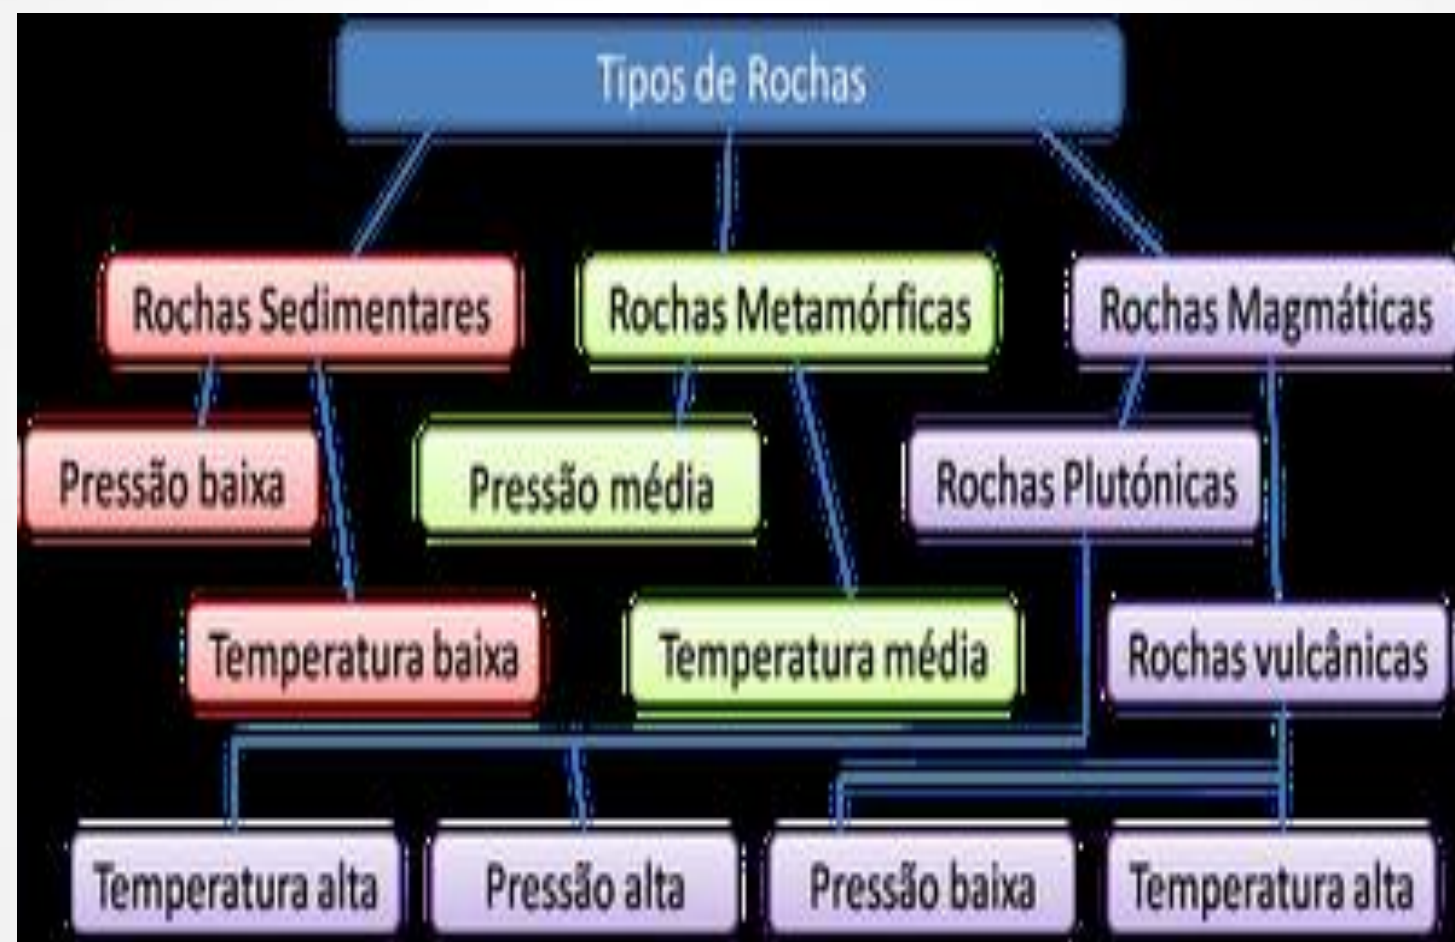 Tipos de Rochas
Rochas Sedimentares
Rochas Metamórficas
Rochas Magmáticas
Pressão baixa
Pressão média
Rochas Plutónicas
Temperatura baixa
Temperatura média
Rochas vulcânicas
Temperatura alta
Pressão alta
Pressão baixa
Temperatura alta